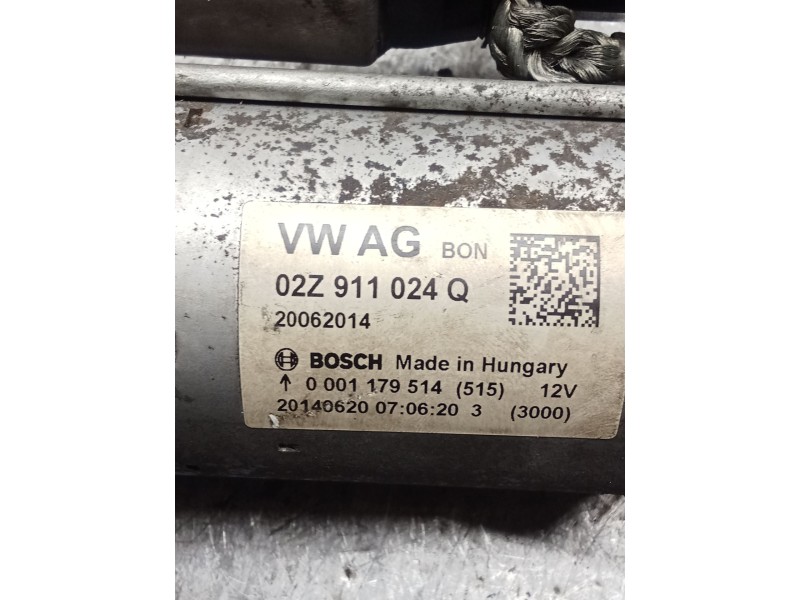 VW AG BON
02Z 911 024 Q
20062014
BOSCH Made in Hungary
↑ 0 001 179 514 (515) 12V
20140620 07:06:20 3 (3000)